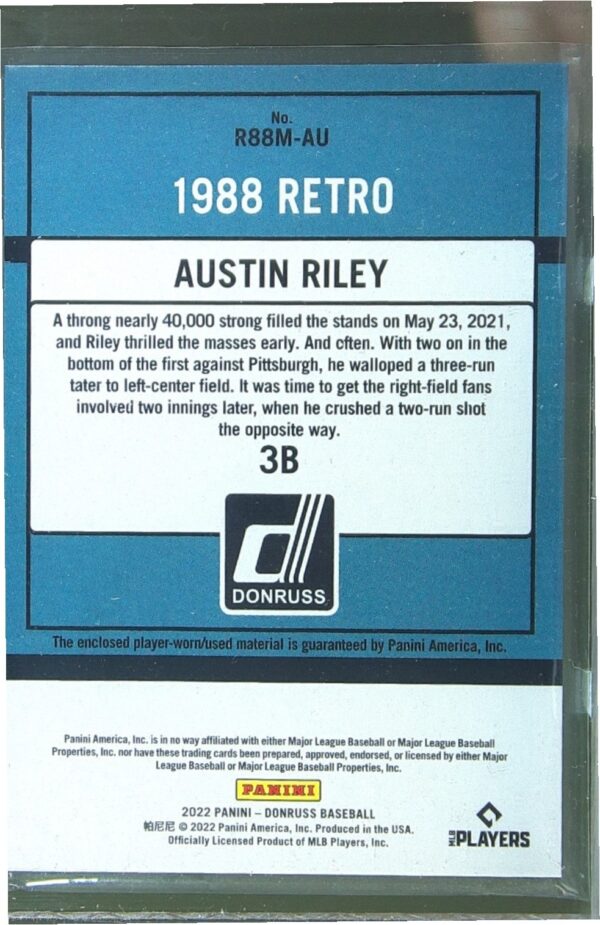 No.
R88M-AU
1988 RETRO
AUSTIN RILEY
A throng nearly 40,000 strong filled the stands on May 23, 2021,
and Riley thrilled the masses early. And often. With two on in the
bottom of the first against Pittsburgh, he walloped a three-run
tater to left-center field. It was time to get the right-field fans
involved two innings later, when he crushed a two-run shot
the opposite way.
3B
d
DONRUSS
The enclosed player-worn/used material is guaranteed by Panini America, Inc.
Panini America, Inc. is in no way affiliated with either Major League Baseball or Major League Baseball
Properties, Inc. nor have these trading cards been prepared, approved, endorsed, or licensed by either Major
League Baseball or Major League Baseball Properties, Inc.
PANINI
2022 PANINI – DONRUSS BASEBALL
帕尼尼 © 2022 Panini America, Inc. Produced in the USA.
Officially Licensed Product of MLB Players, Inc.
MLB PLAYERS